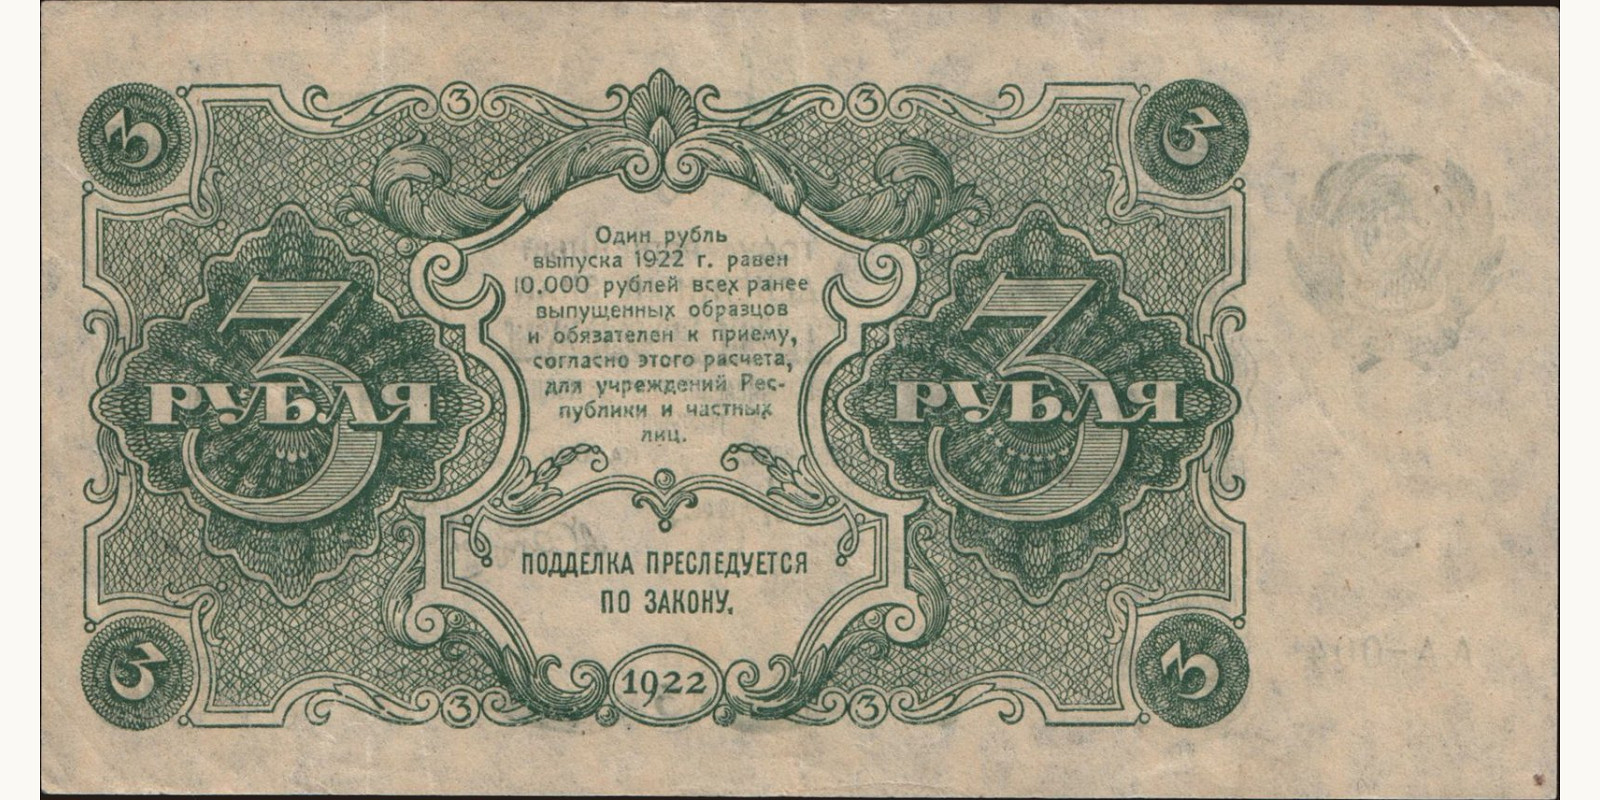 3 3 3 3
Один рубль
выпуска 1922 г. равен
10.000 рублей всех ранее
выпущенных образцов
и обязателен к приему,
согласно этого расчета,
для учреждений Рес-
публики и частных
лиц.
3 3
РУБЛЯ РУБЛЯ
ПОДДЕЛКА ПРЕСЛЕДУЕТСЯ
ПО ЗАКОНУ.
3 3
1922
3 3